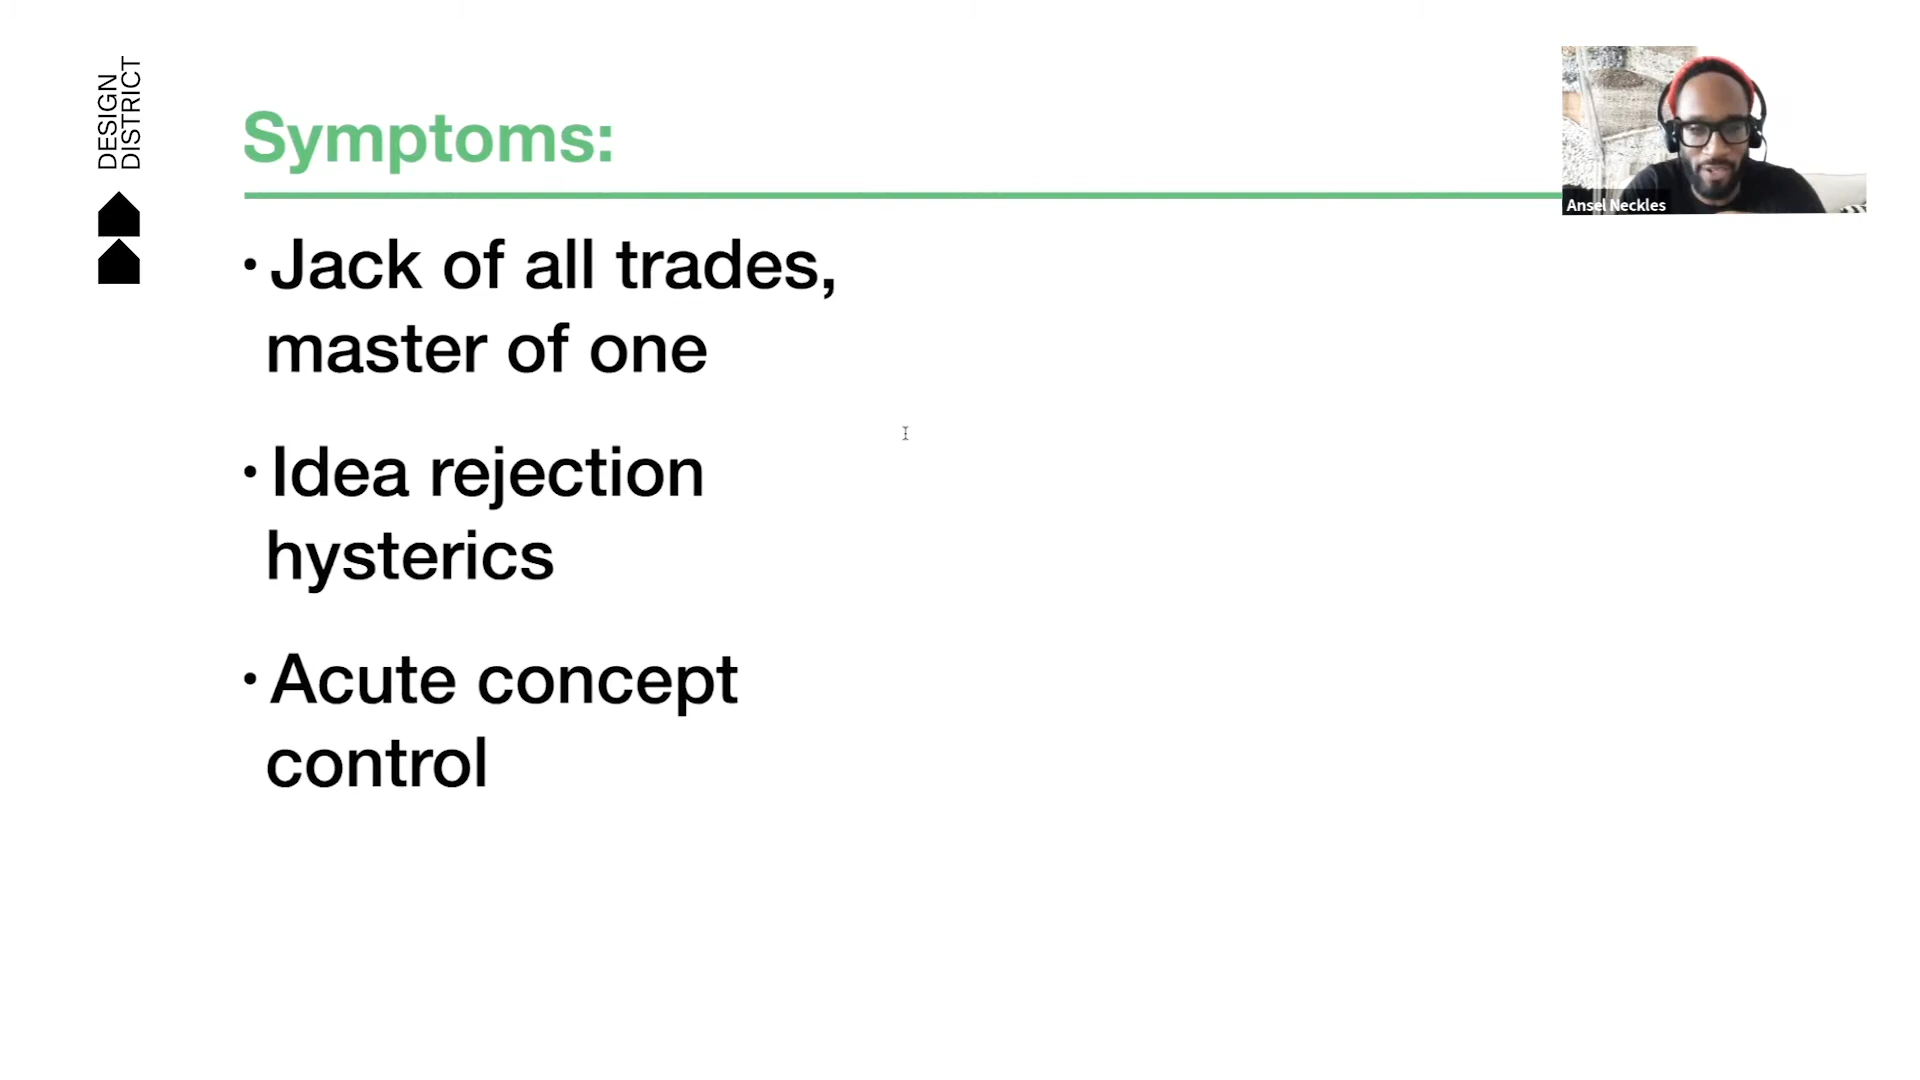 DESIGN
DISTRICT
Symptoms:
• Jack of all trades,
master of one
• Idea rejection
hysterics
• Acute concept
control
Ansel Neckles